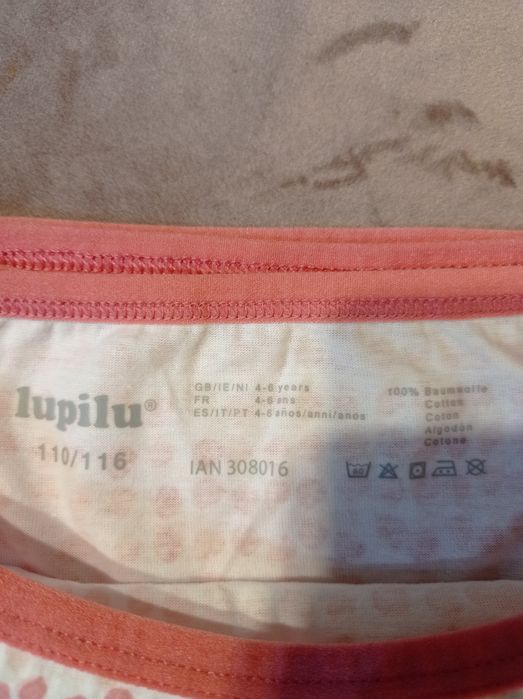 lupilu®
110/116
GB/IE/NI 4-6 years
FR 4-6 ans
ES/IT/PT 4-6 años/anni/anos
IAN 308016
100% Baumwolle
Cotton
Coton
Algodón
Cotone
60